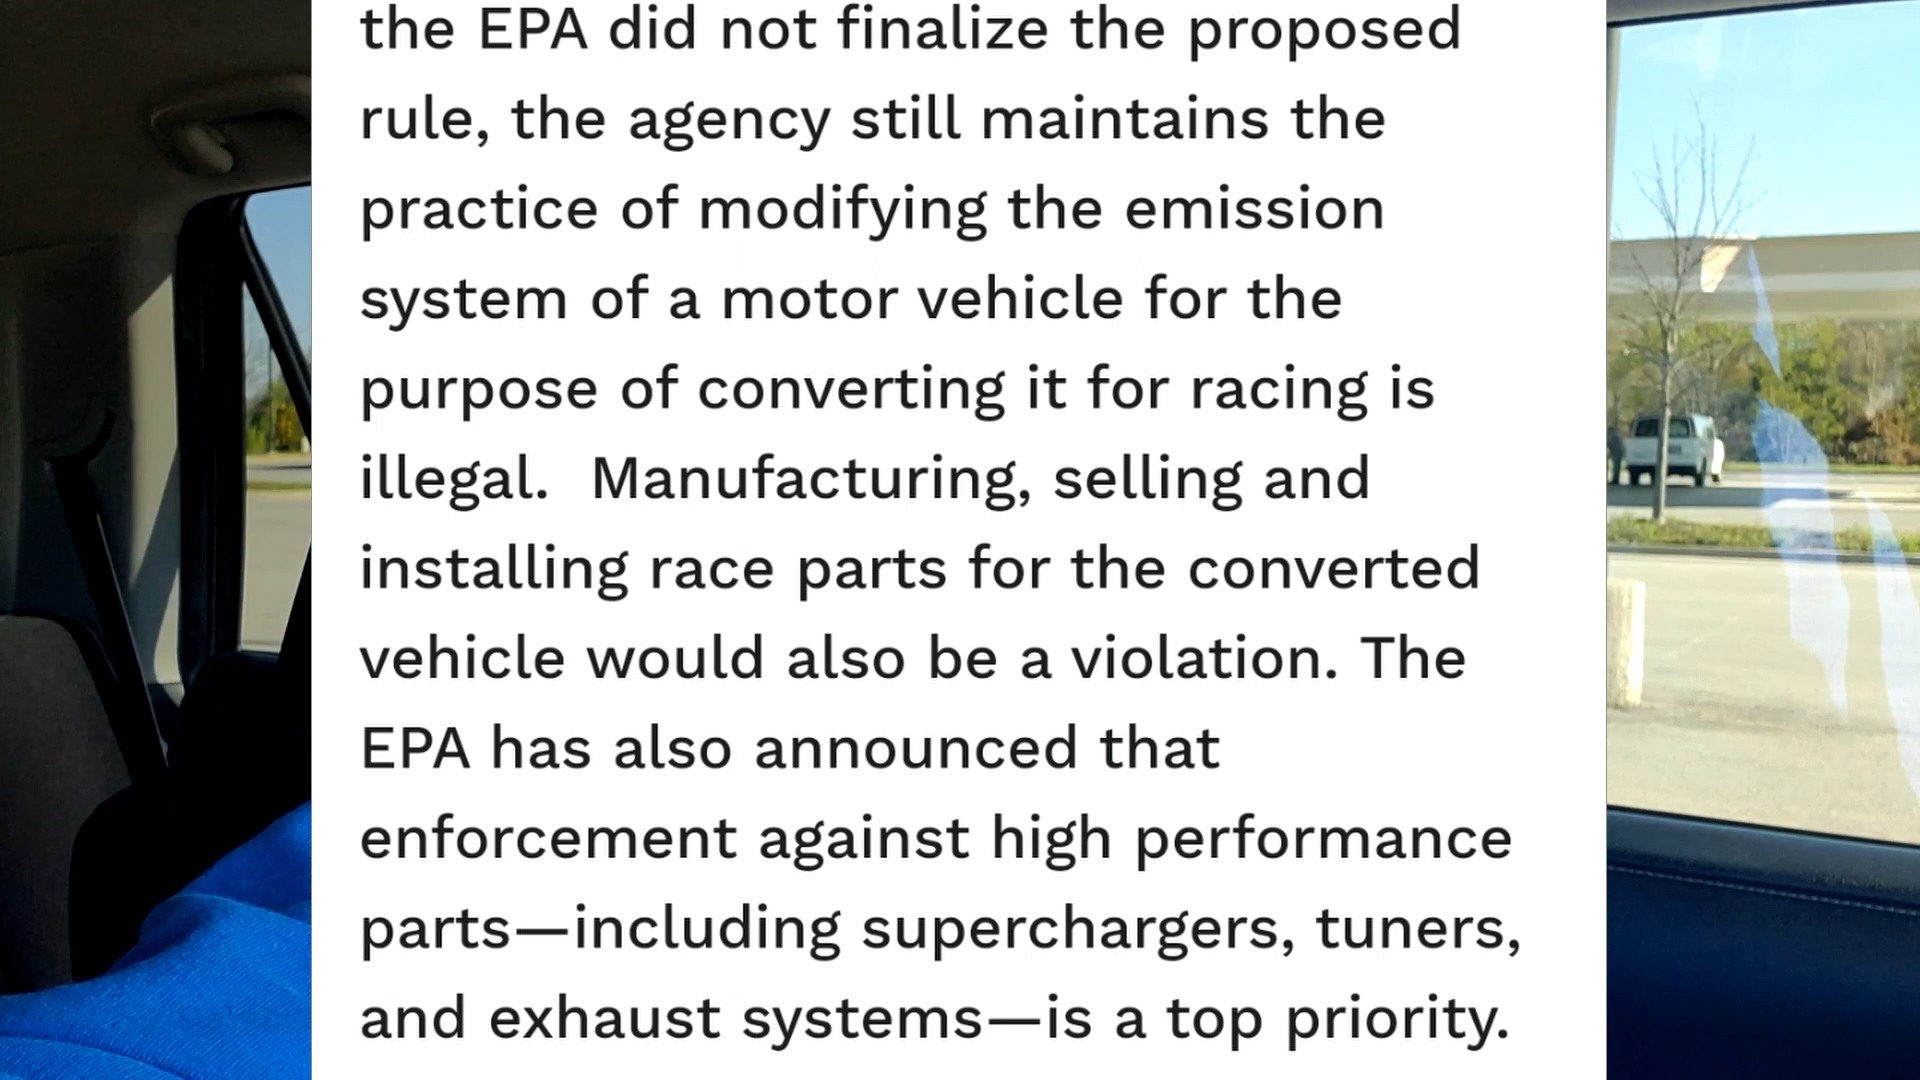 the EPA did not finalize the proposed
rule, the agency still maintains the
practice of modifying the emission
system of a motor vehicle for the
purpose of converting it for racing is
illegal.  Manufacturing, selling and
installing race parts for the converted
vehicle would also be a violation. The
EPA has also announced that
enforcement against high performance
parts—including superchargers, tuners,
and exhaust systems—is a top priority.